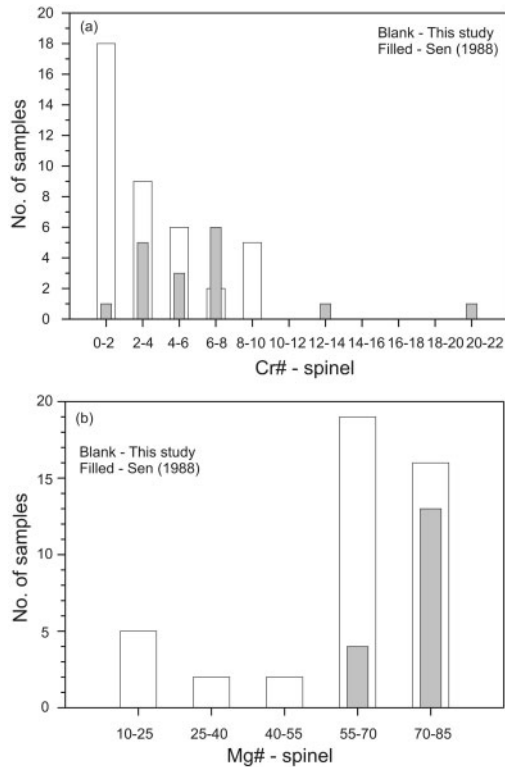 (a)
Blank - This study
Filled - Sen (1988)
No. of samples
20
18
16
14
12
10
8
6
4
2
0
0-2 2-4 4-6 6-8 8-10 10-12 12-14 14-16 16-18 18-20 20-22
Cr# - spinel
(b)
Blank - This study
Filled - Sen (1988)
No. of samples
20
15
10
5
0
10-25 25-40 40-55 55-70 70-85
Mg# - spinel